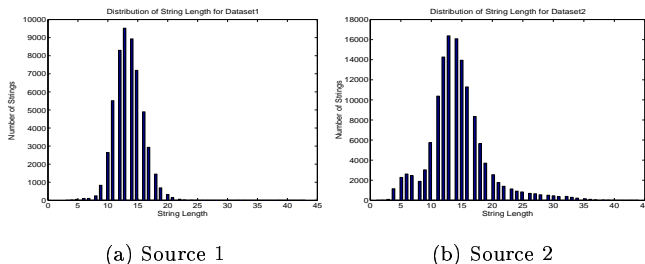 Distribution of String Length for Dataset1
10000
9000
8000
7000
6000
5000
4000
3000
2000
1000
0
Number of Strings
0 5 10 15 20 25 30 35 40 45
String Length
(a) Source 1
Distribution of String Length for Dataset2
18000
16000
14000
12000
10000
8000
6000
4000
2000
0
Number of Strings
0 5 10 15 20 25 30 35 40 45
String Length
(b) Source 2